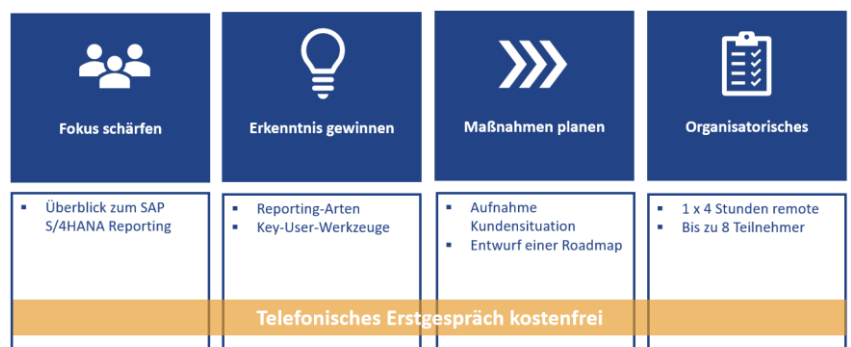 Fokus schärfen
Erkenntnis gewinnen
Maßnahmen planen
Organisatorisches
▪ Überblick zum SAP
S/4HANA Reporting
▪ Reporting-Arten
▪ Key-User-Werkzeuge
▪ Aufnahme
Kundensituation
▪ Entwurf einer Roadmap
▪ 1 x 4 Stunden remote
▪ Bis zu 8 Teilnehmer
Telefonisches Erstgespräch kostenfrei